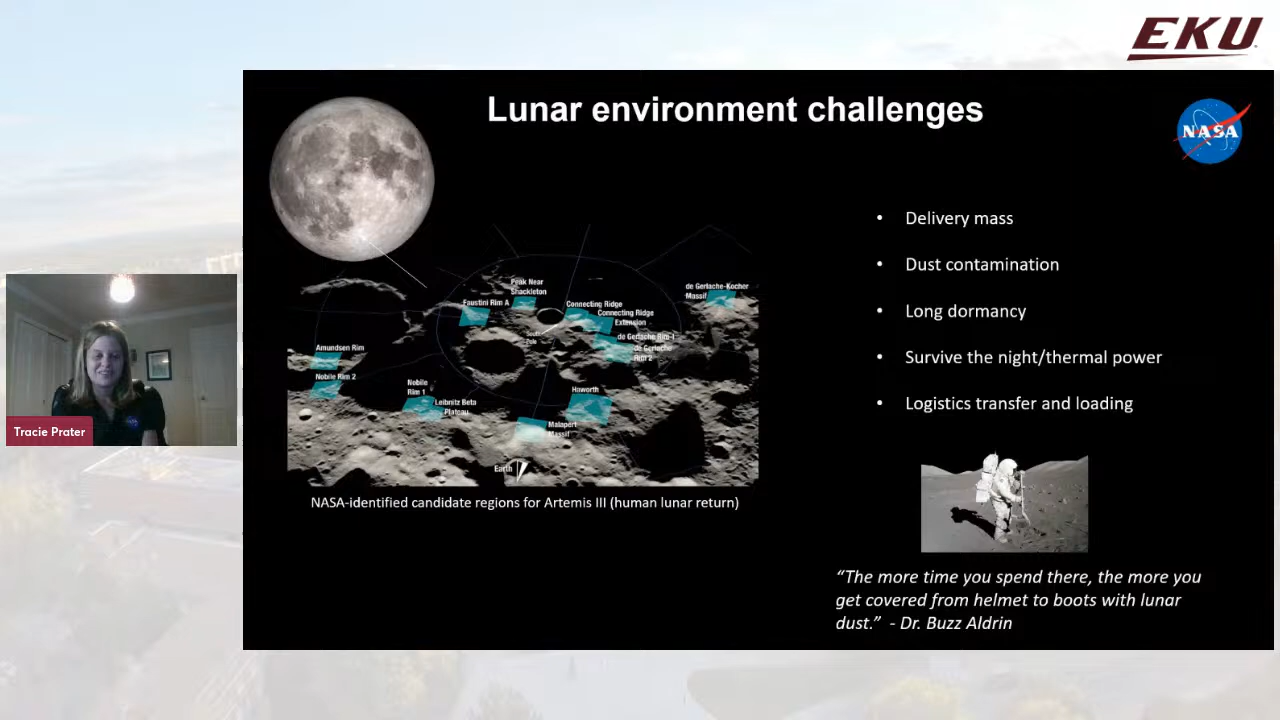 EKU
Lunar environment challenges
NASA
Delivery mass
Dust contamination
Long dormancy
Survive the night/thermal power
Logistics transfer and loading
Peak Near
Shackleton
Faustini Rim A
Connecting Ridge
Connecting Ridge
Extension
de Gerlache-Kocher
Massif
de Gerlache Rim 1
de Gerlache
Rim 2
South
Pole
Amundsen Rim
Nobile Rim 2
Nobile
Rim 1
Leibnitz Beta
Plateau
Haworth
Malapert
Massif
Earth
NASA-identified candidate regions for Artemis III (human lunar return)
“The more time you spend there, the more you
get covered from helmet to boots with lunar
dust.” - Dr. Buzz Aldrin
Tracie Prater